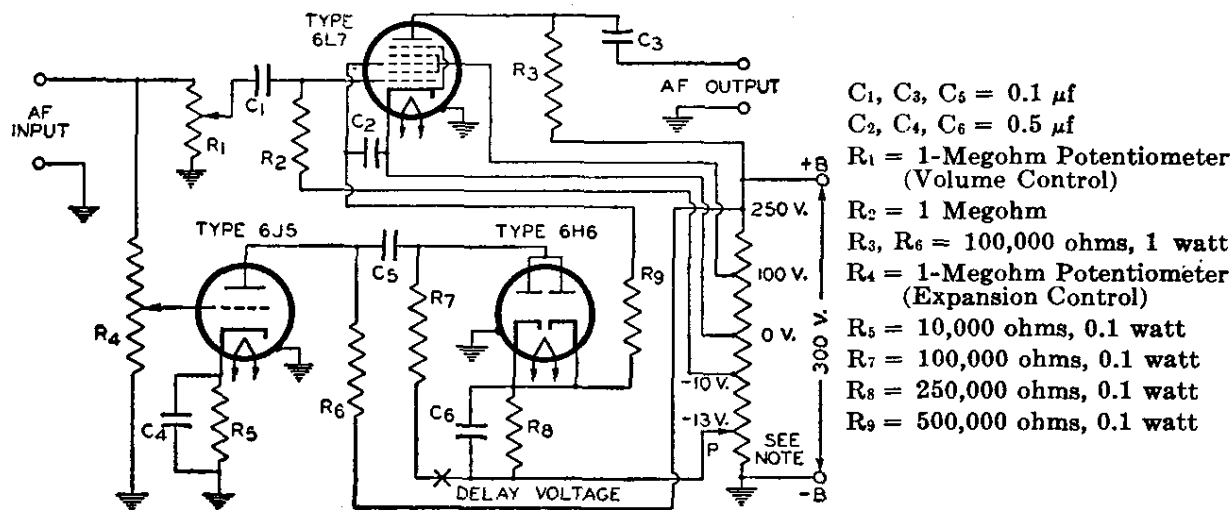 TYPE
6L7
C₃
AF
INPUT
R₁
C₁
R₂
C₂
R₃
AF OUTPUT
+B
250 V.
TYPE 6J5
C₅
TYPE 6H6
R₉
100 V.
R₄
R₇
0 V.
300 V.
-10 V.
R₆
C₄
R₅
C₆
R₈
-13 V.
P
SEE
NOTE
DELAY VOLTAGE
-B
C₁, C₃, C₅ = 0.1 μf
C₂, C₄, C₆ = 0.5 μf
R₁ = 1-Megohm Potentiometer
(Volume Control)
R₂ = 1 Megohm
R₃, R₆ = 100,000 ohms, 1 watt
R₄ = 1-Megohm Potentiometer
(Expansion Control)
R₅ = 10,000 ohms, 0.1 watt
R₇ = 100,000 ohms, 0.1 watt
R₈ = 250,000 ohms, 0.1 watt
R₉ = 500,000 ohms, 0.1 watt